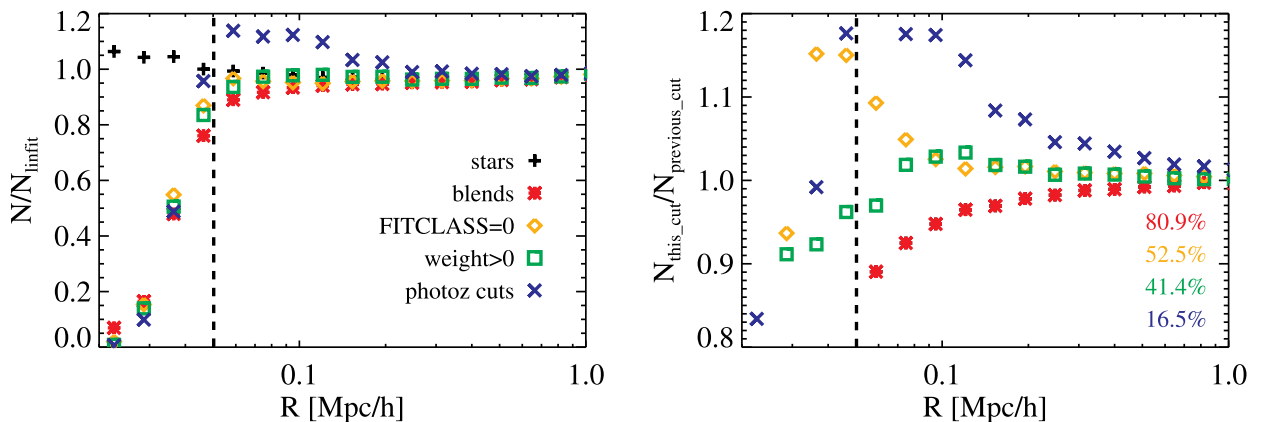 N/N_linfit
1.0
0.8
0.6
0.4
0.2
0.0
stars
blends
FITCLASS=0
weight>0
photoz cuts
0.1 1.0
R [Mpc/h]
N_this_cut/N_previous_cut
1.2
1.1
1.0
0.9
0.8
80.9%
52.5%
41.4%
16.5%
0.1 1.0
R [Mpc/h]